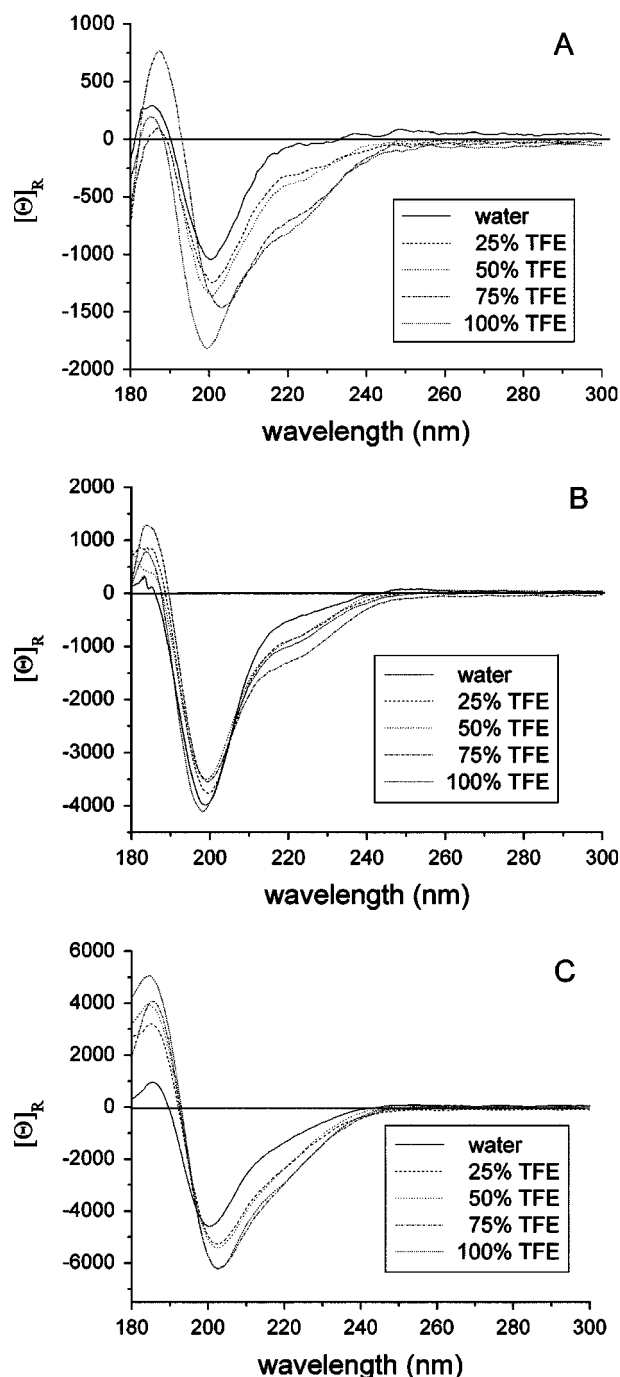 A
1000
500
0
-500
-1000
-1500
-2000
[Θ]R
water
25% TFE
50% TFE
75% TFE
100% TFE
180 200 220 240 260 280 300
wavelength (nm)
B
2000
1000
0
-1000
-2000
-3000
-4000
[Θ]R
water
25% TFE
50% TFE
75% TFE
100% TFE
180 200 220 240 260 280 300
wavelength (nm)
C
6000
4000
2000
0
-2000
-4000
-6000
[Θ]R
water
25% TFE
50% TFE
75% TFE
100% TFE
180 200 220 240 260 280 300
wavelength (nm)